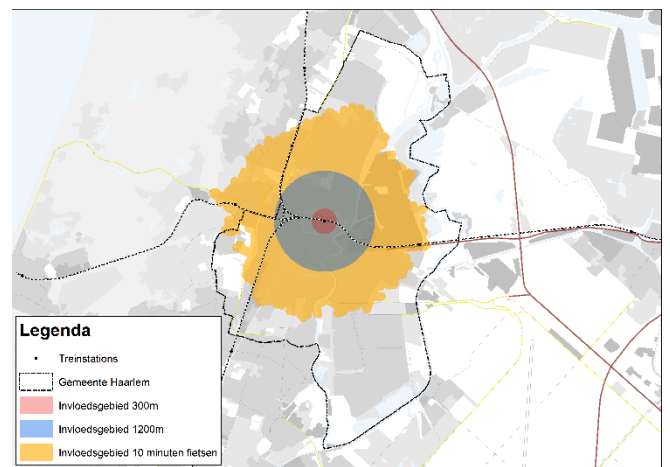 Legenda
Treinstations
Gemeente Haarlem
Invloedsgebied 300m
Invloedsgebied 1200m
Invloedsgebied 10 minuten fietsen